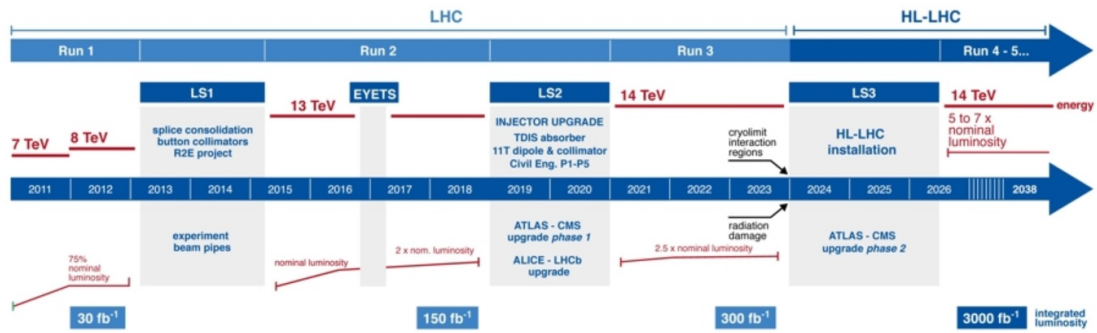 LHC
HL-LHC
Run 1
Run 2
Run 3
Run 4 - 5...
LS1
EYETS
LS2
LS3
7 TeV
8 TeV
13 TeV
14 TeV
14 TeV
energy
splice consolidation
button collimators
R2E project
INJECTOR UPGRADE
TDIS absorber
11T dipole & collimator
Civil Eng. P1-P5
cryolimit
interaction
regions
HL-LHC
installation
5 to 7 x
nominal
luminosity
2011
2012
2013
2014
2015
2016
2017
2018
2019
2020
2021
2022
2023
2024
2025
2026
2038
experiment
beam pipes
75%
nominal
luminosity
nominal luminosity
2 x nom. luminosity
ATLAS - CMS
upgrade phase 1
ALICE - LHCb
upgrade
2.5 x nominal luminosity
radiation
damage
ATLAS - CMS
upgrade phase 2
30 fb⁻¹
150 fb⁻¹
300 fb⁻¹
3000 fb⁻¹
integrated
luminosity